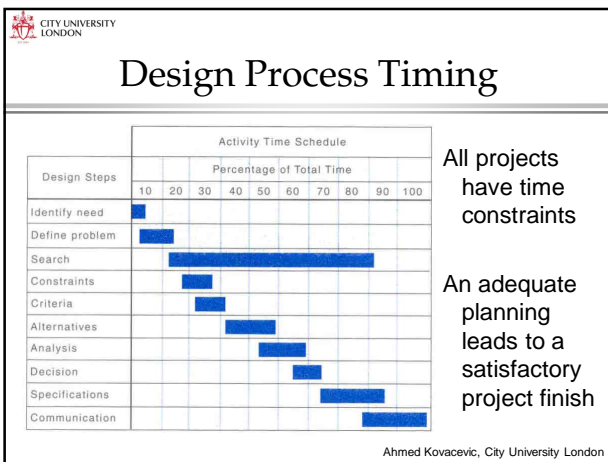 CITY UNIVERSITY
LONDON
Design Process Timing
Activity Time Schedule
Design Steps
Percentage of Total Time
10 20 30 40 50 60 70 80 90 100
Identify need
Define problem
Search
Constraints
Criteria
Alternatives
Analysis
Decision
Specifications
Communication
All projects
have time
constraints
An adequate
planning
leads to a
satisfactory
project finish
Ahmed Kovacevic, City University London